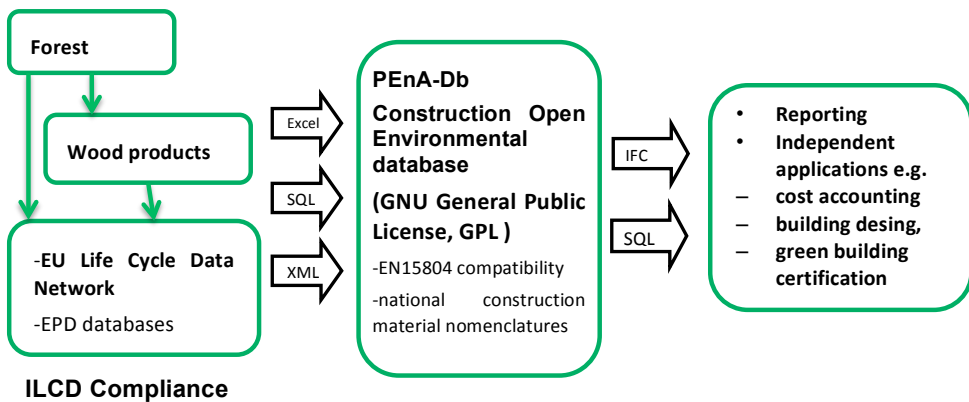 Forest
Wood products
-EU Life Cycle Data
Network
-EPD databases
ILCD Compliance
Excel
SQL
XML
PEnA-Db
Construction Open
Environmental
database
(GNU General Public
License, GPL )
-EN15804 compatibility
-national construction
material nomenclatures
IFC
SQL
• Reporting
• Independent
applications e.g.
– cost accounting
– building desing,
– green building
certification